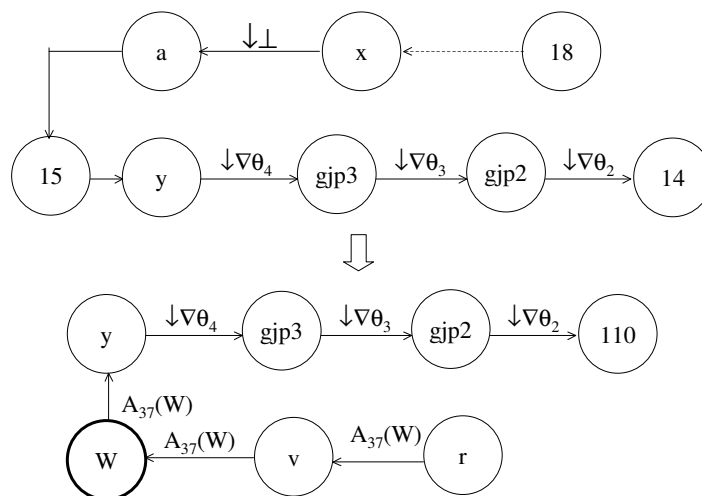 ↓⊥
a x 18
↓∇θ₄ ↓∇θ₃ ↓∇θ₂
15 y gjp3 gjp2 14
↓∇θ₄ ↓∇θ₃ ↓∇θ₂
y gjp3 gjp2 110
A₃₇(W)
A₃₇(W) A₃₇(W)
W v r